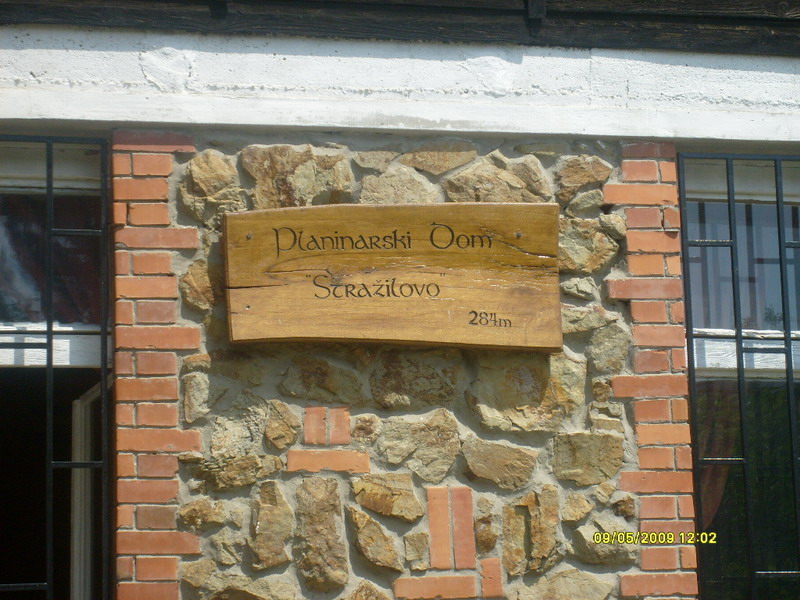 Planinarski Dom
"Stražilovo"
284m
09/05/2009 12:02